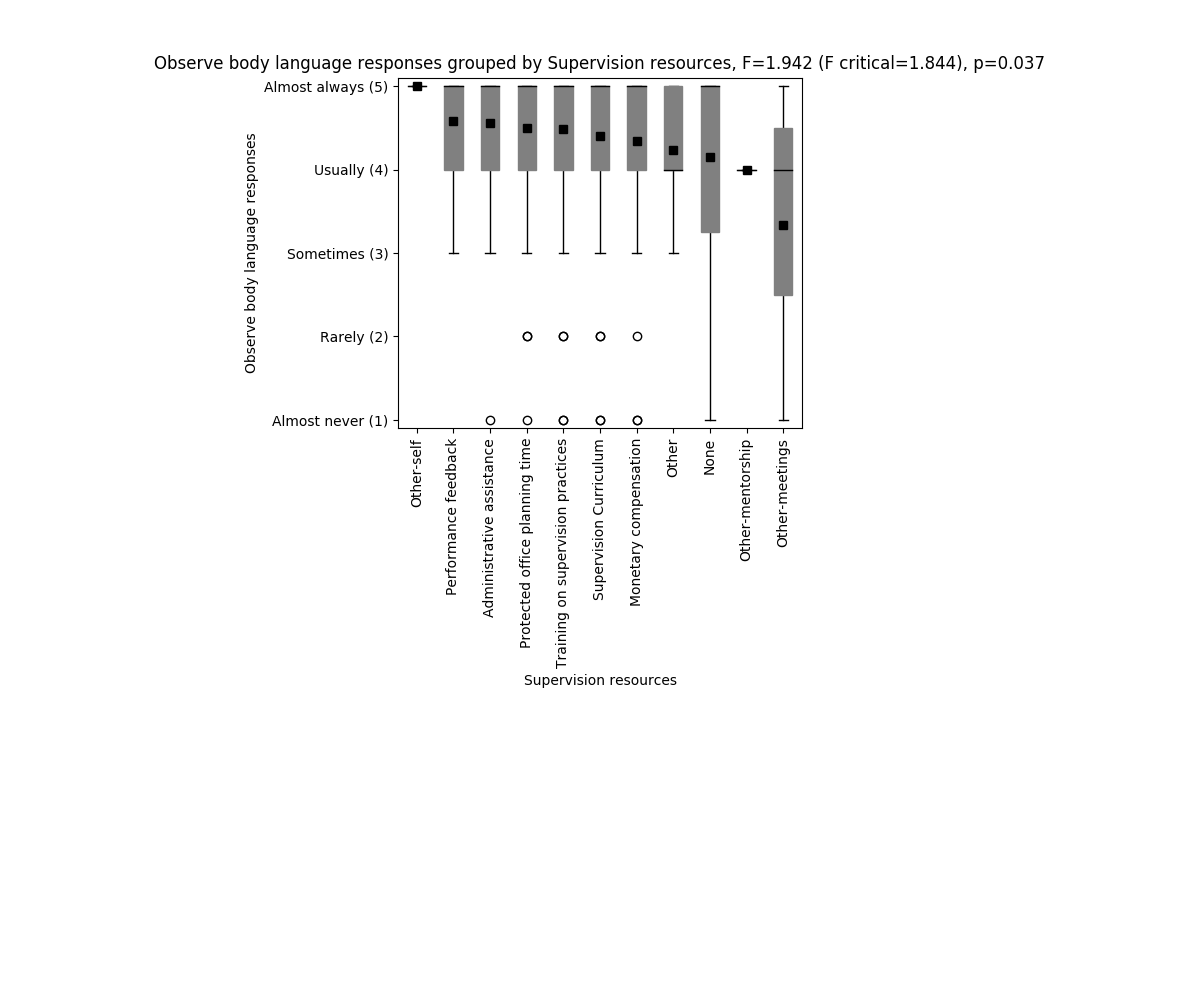 Observe body language responses grouped by Supervision resources, F=1.942 (F critical=1.844), p=0.037
Observe body language responses
Almost always (5)
Usually (4)
Sometimes (3)
Rarely (2)
Almost never (1)
Other-self
Performance feedback
Administrative assistance
Protected office planning time
Training on supervision practices
Supervision Curriculum
Monetary compensation
Other
None
Other-mentorship
Other-meetings
Supervision resources